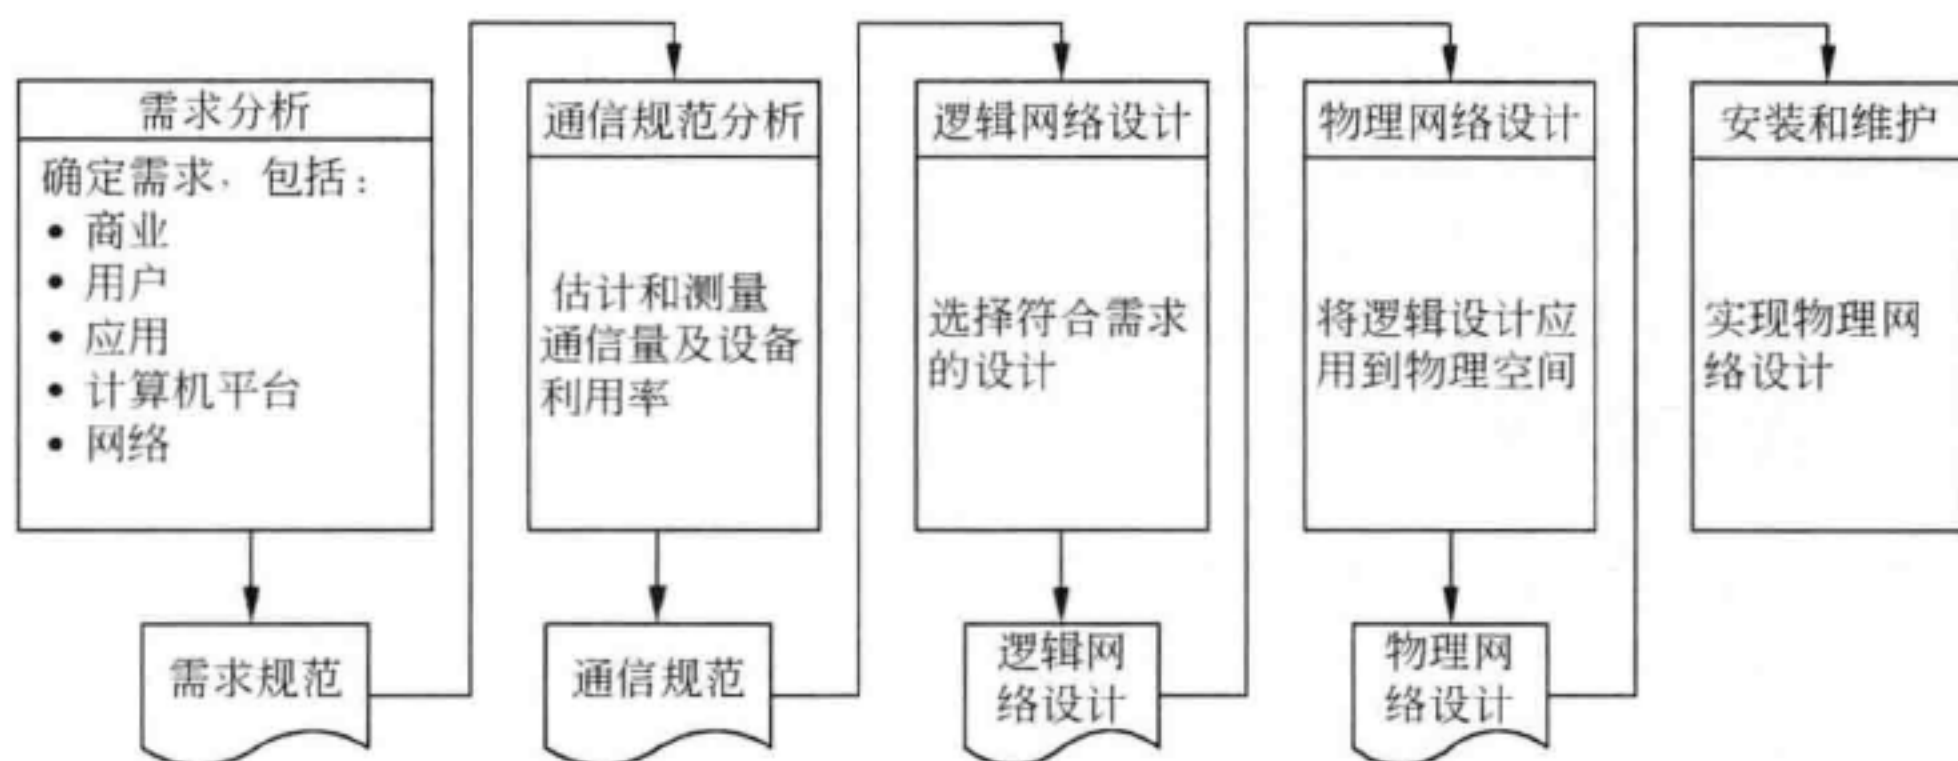 需求分析
确定需求，包括：
• 商业
• 用户
• 应用
• 计算机平台
• 网络
需求规范
通信规范分析
估计和测量
通信量及设备
利用率
通信规范
逻辑网络设计
选择符合需求
的设计
逻辑网
络设计
物理网络设计
将逻辑设计应
用到物理空间
物理网
络设计
安装和维护
实现物理网
络设计